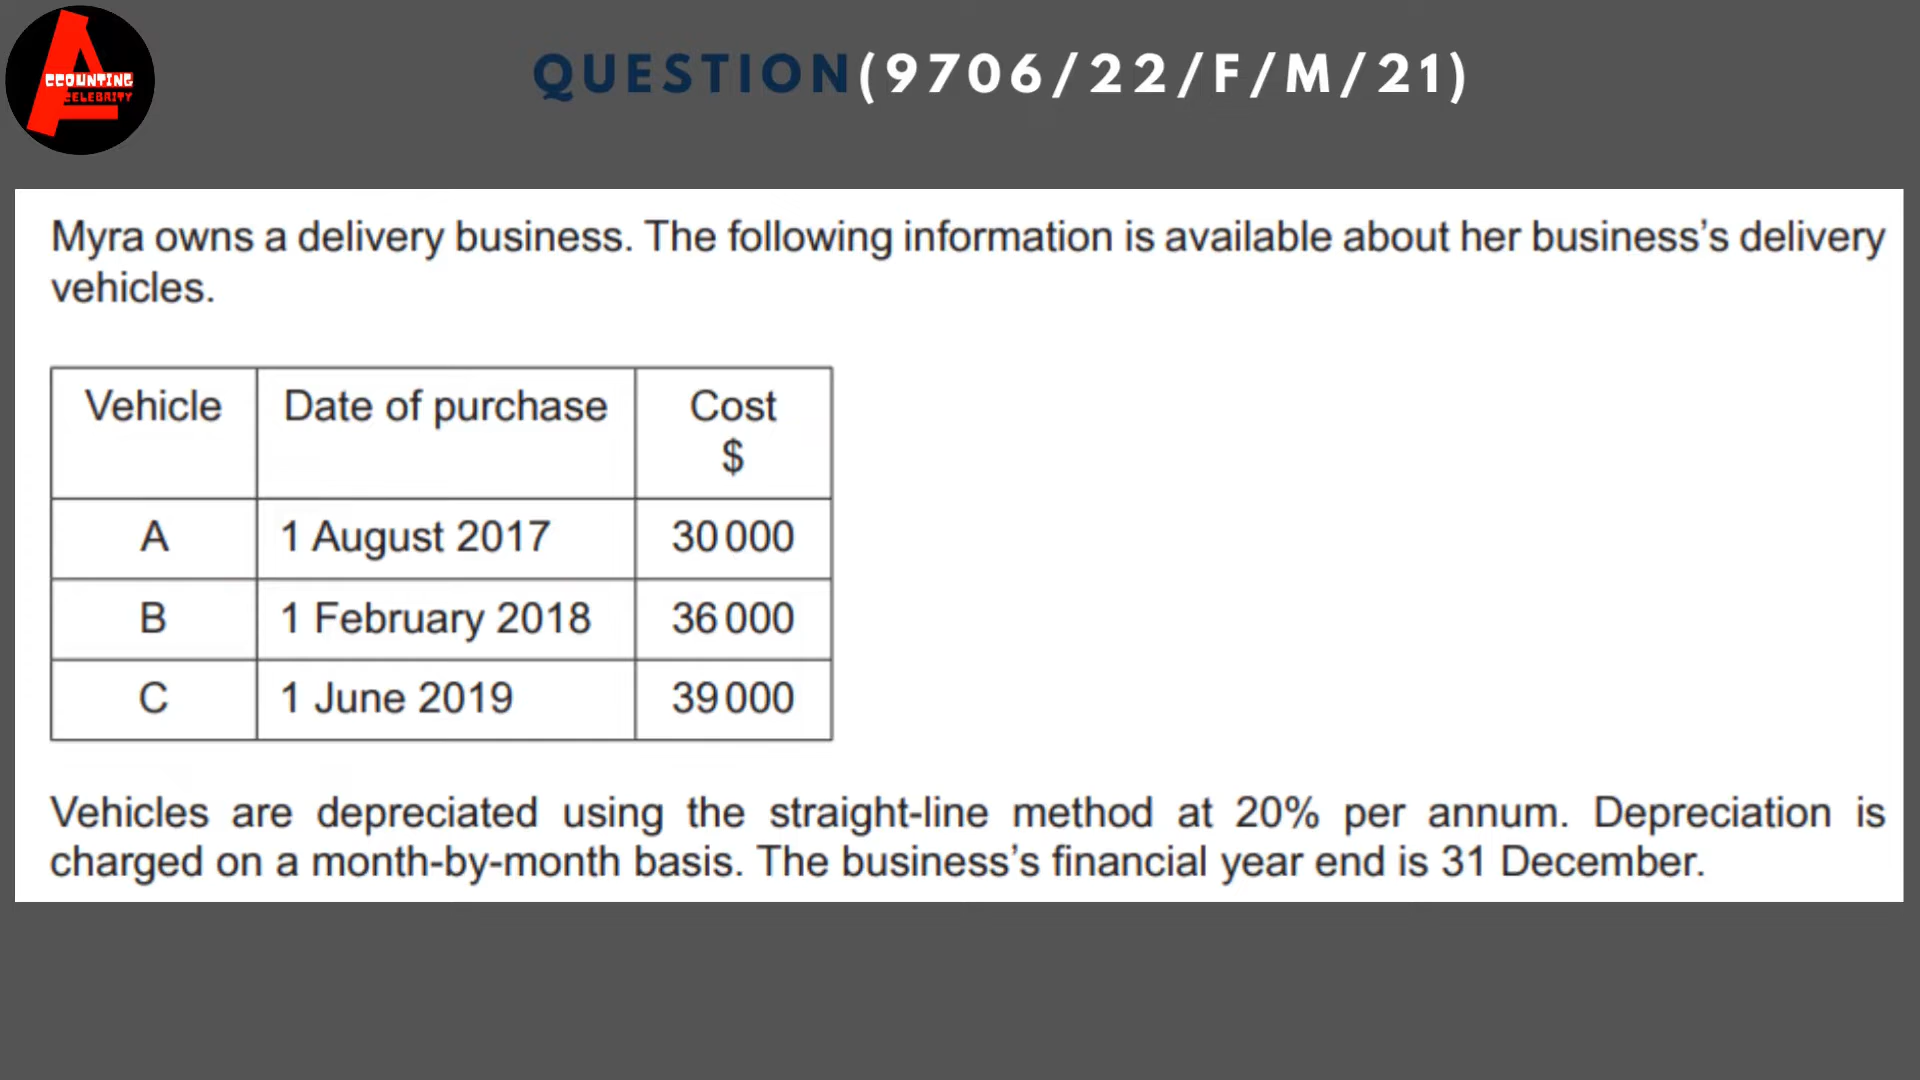 CCOUNTING
CELEBRITY
QUESTION(9706/22/F/M/21)
Myra owns a delivery business. The following information is available about her business’s delivery
vehicles.
Vehicle Date of purchase Cost
$
A 1 August 2017 30 000
B 1 February 2018 36 000
C 1 June 2019 39 000
Vehicles are depreciated using the straight-line method at 20% per annum. Depreciation is
charged on a month-by-month basis. The business’s financial year end is 31 December.